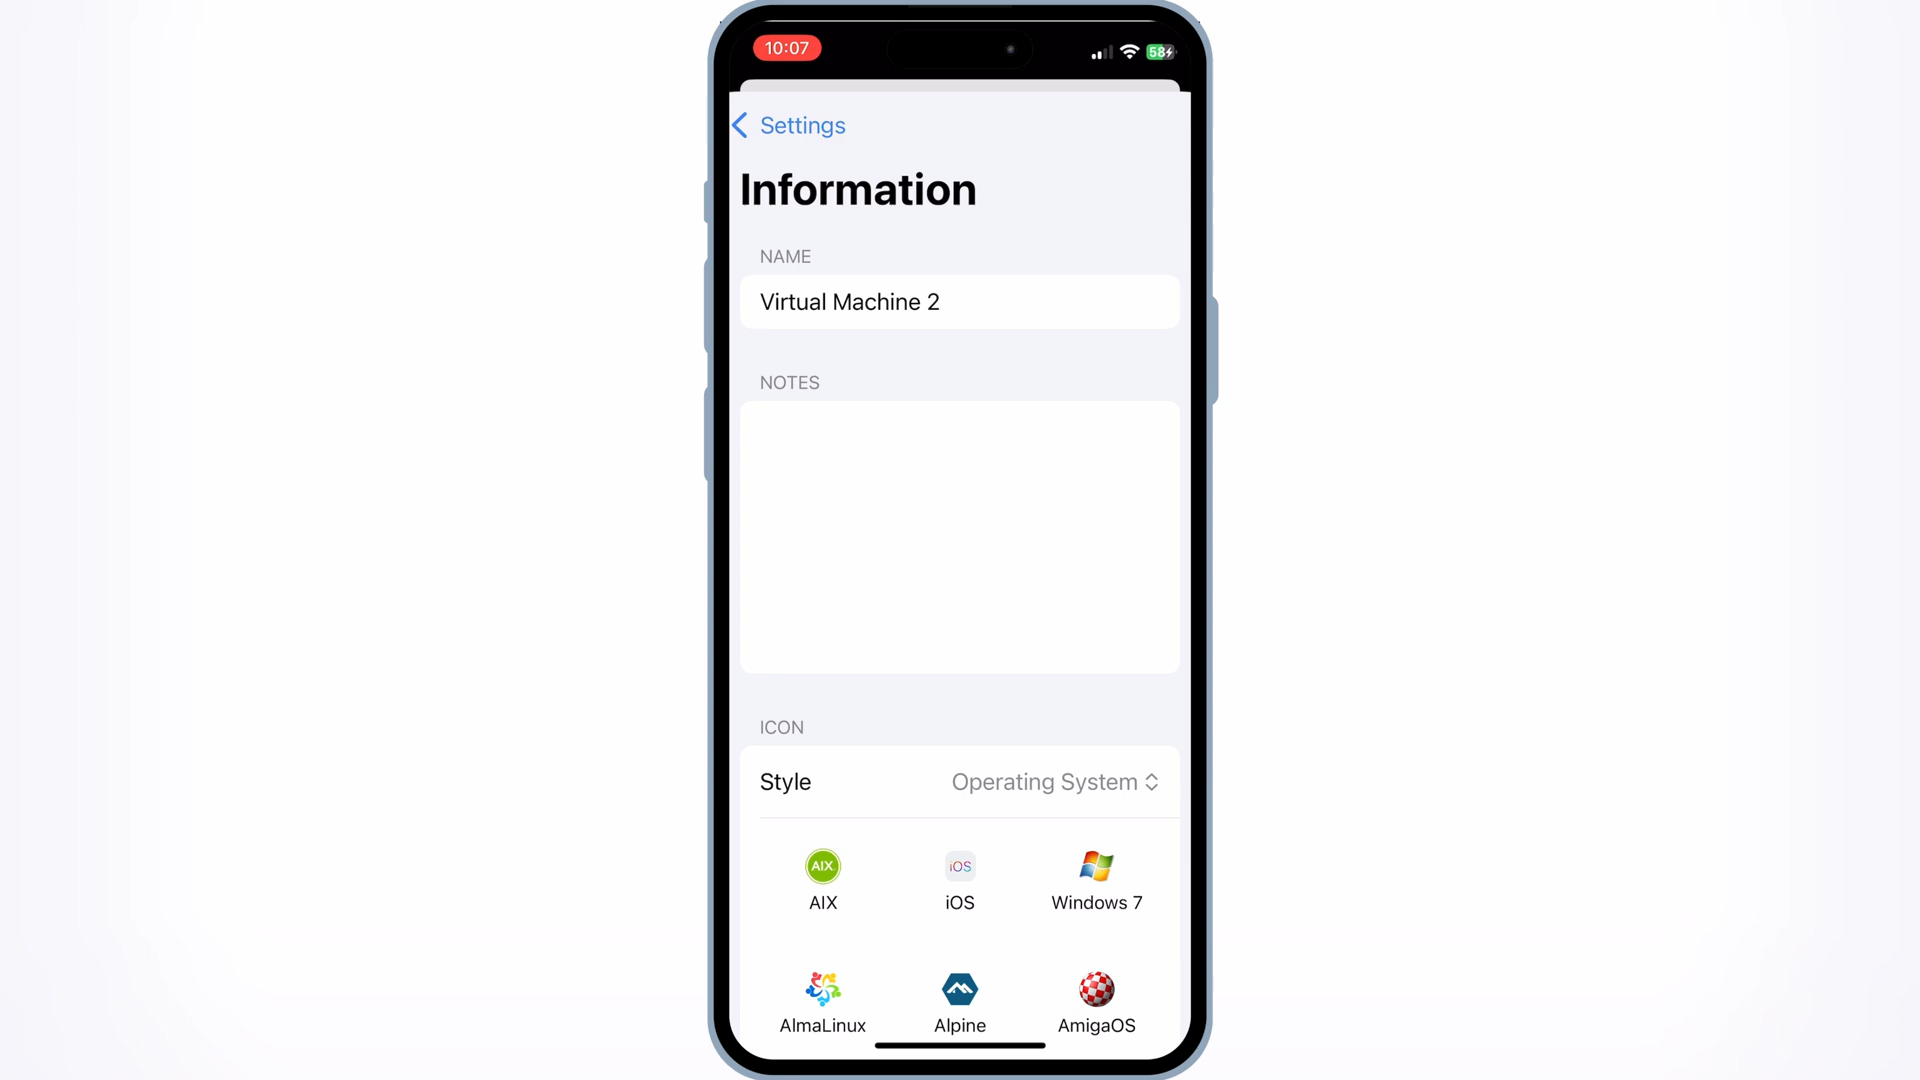 10:07
58
Settings
Information
NAME
Virtual Machine 2
NOTES
ICON
Style Operating System
AIX iOS
AIX iOS Windows 7
AlmaLinux Alpine AmigaOS